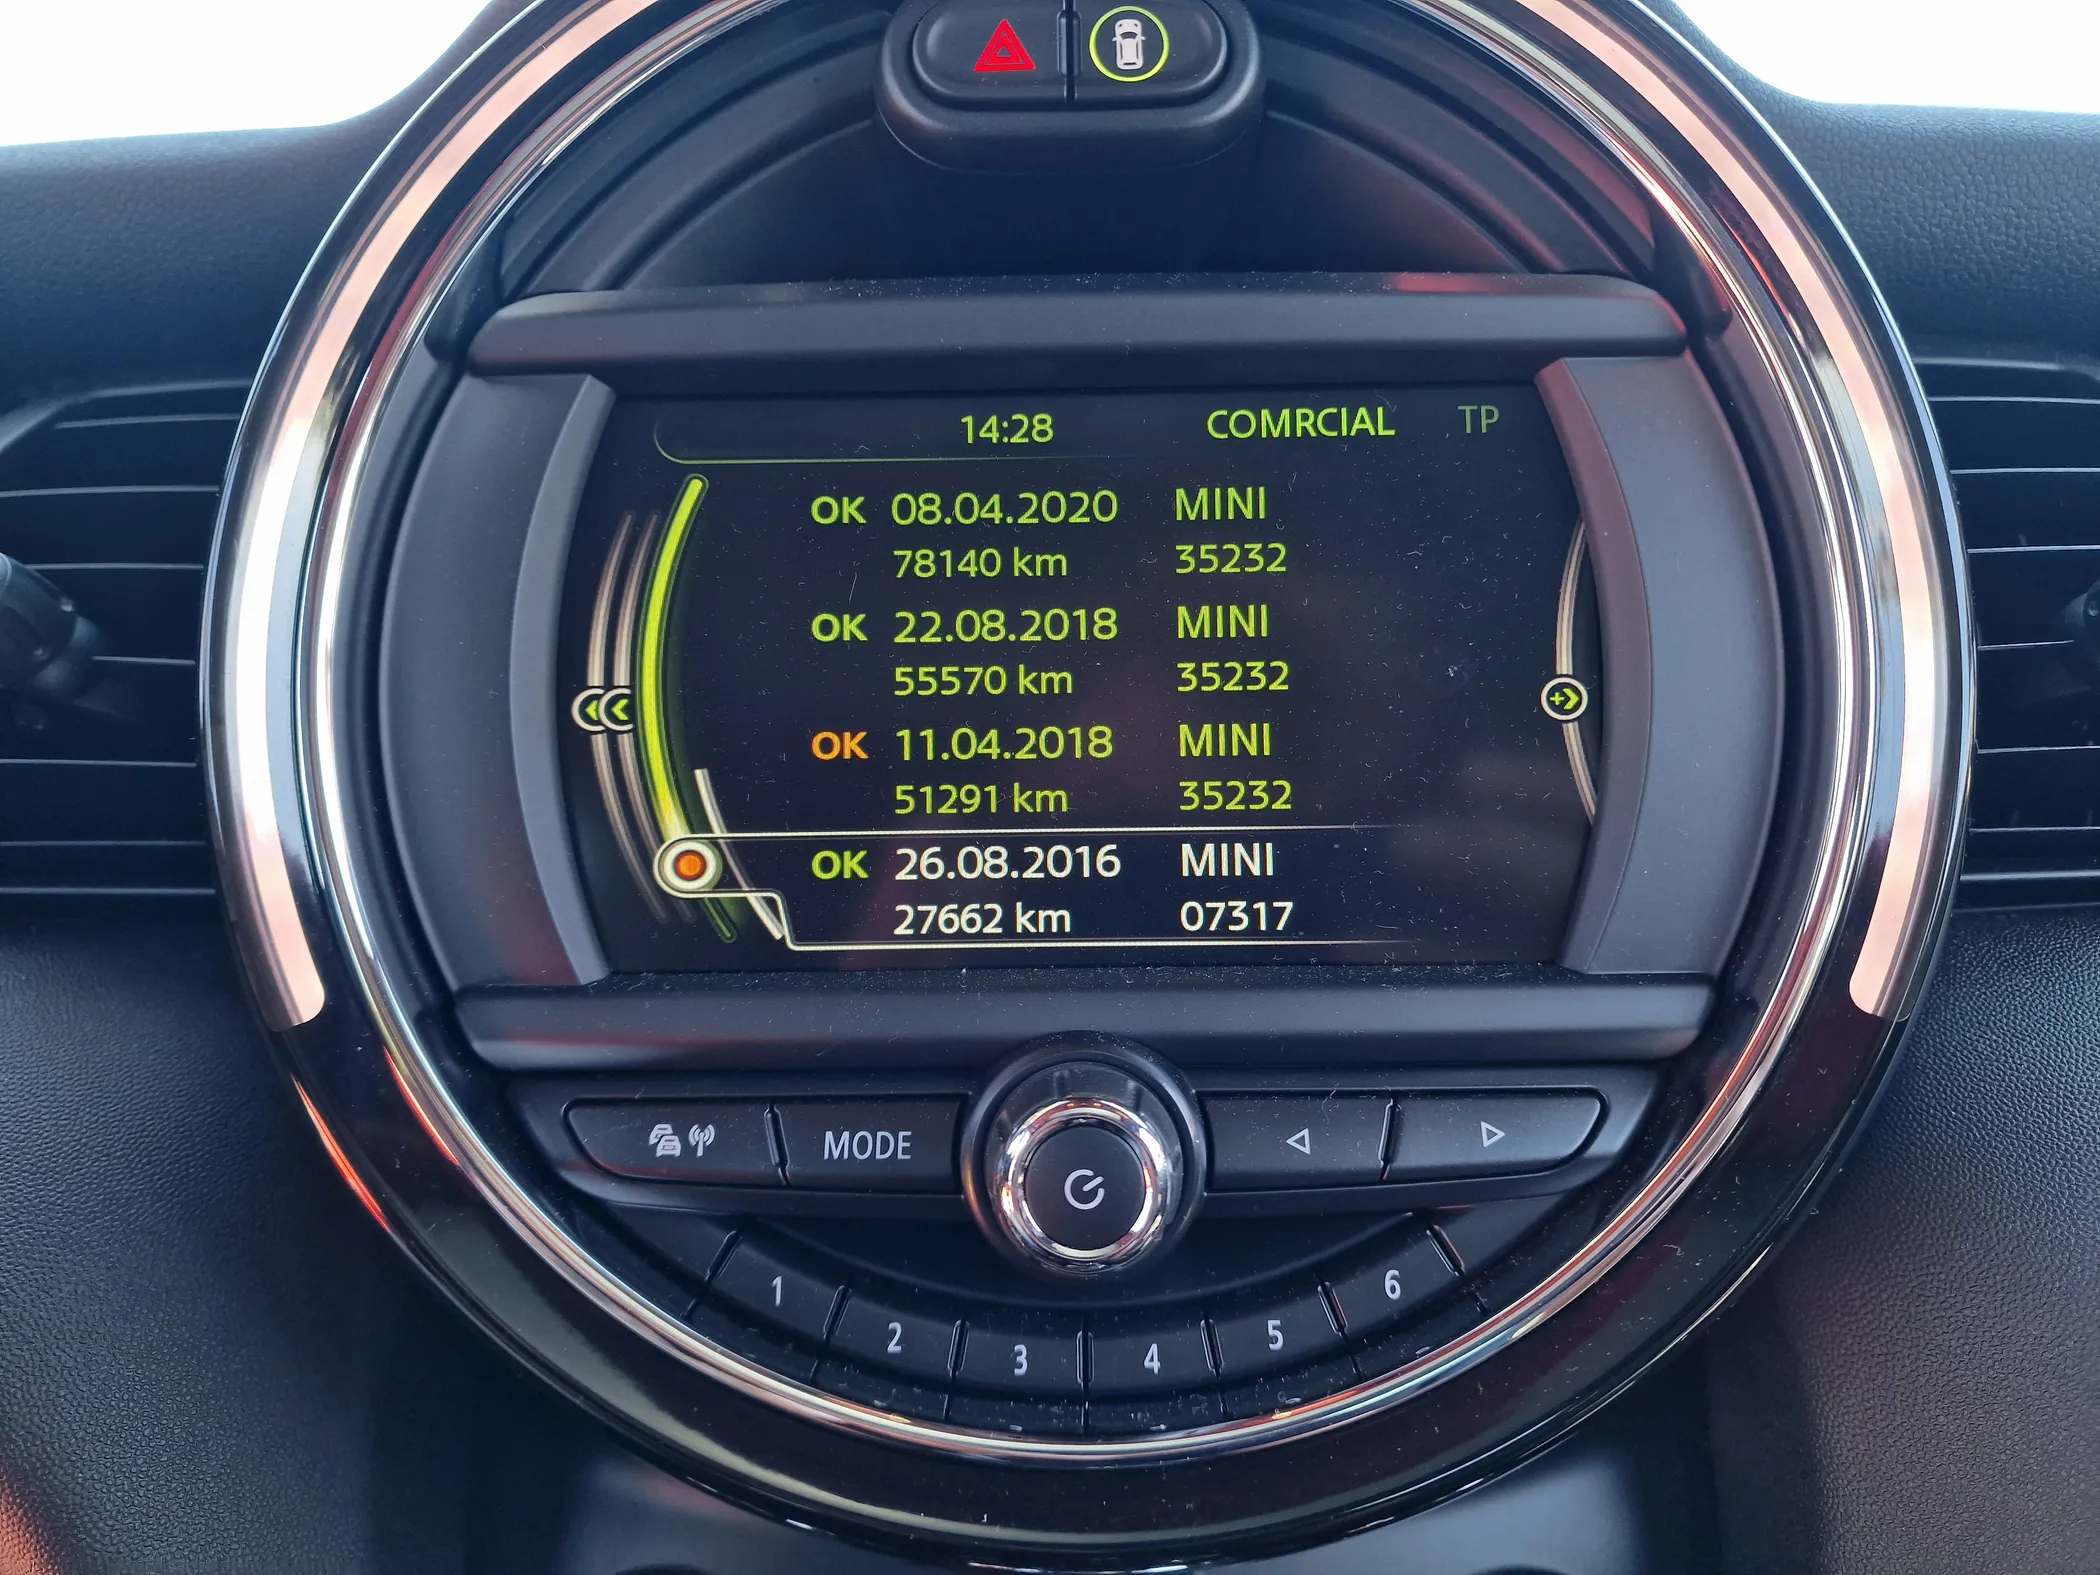 14:28 COMRCIAL TP
OK 08.04.2020 MINI
78140 km 35232
OK 22.08.2018 MINI
55570 km 35232
OK 11.04.2018 MINI
51291 km 35232
OK 26.08.2016 MINI
27662 km 07317
MODE
1 2 3 4 5 6